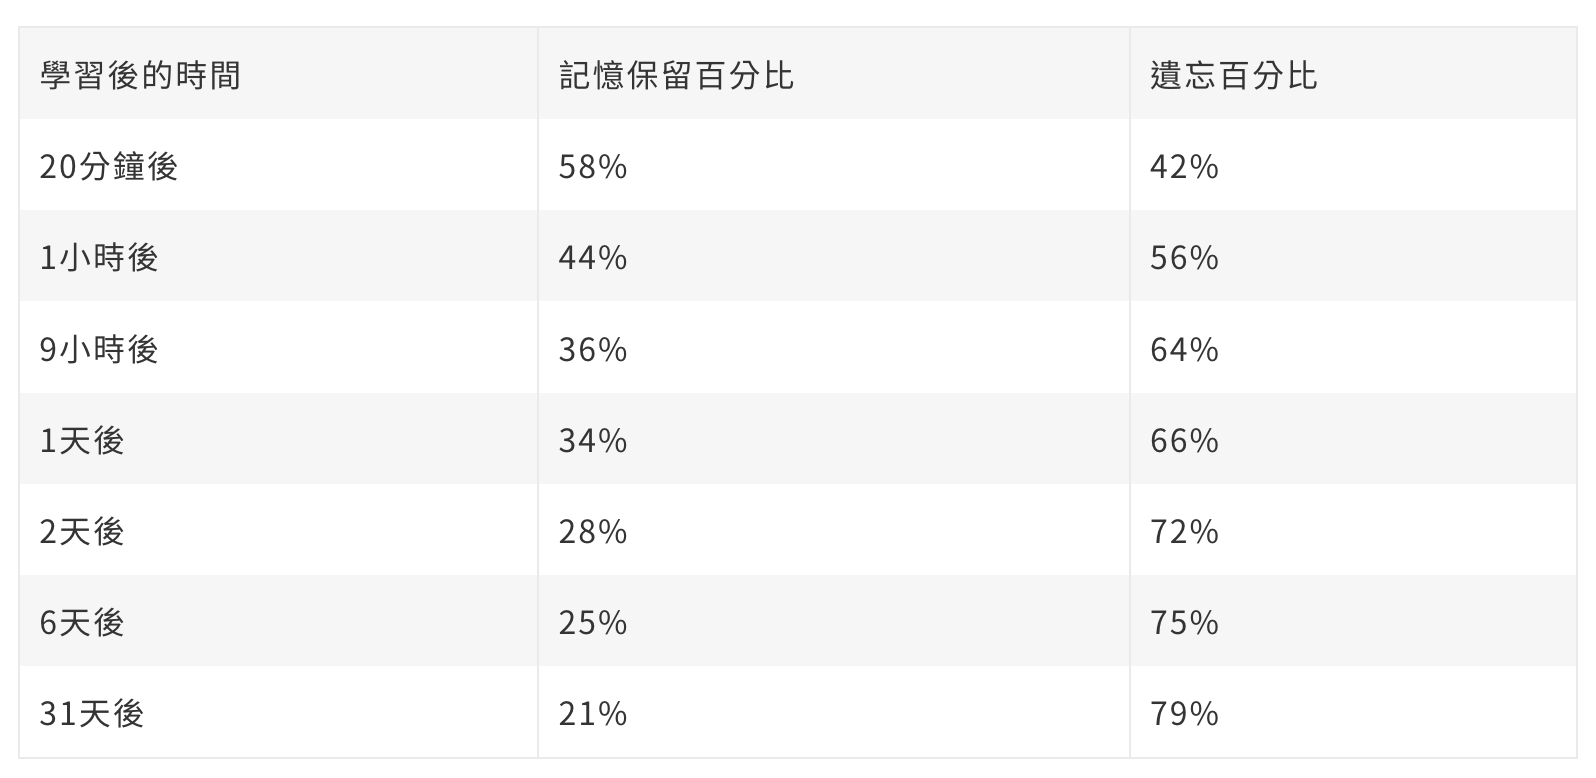 學習後的時間 記憶保留百分比 遺忘百分比
20分鐘後 58% 42%
1小時後 44% 56%
9小時後 36% 64%
1天後 34% 66%
2天後 28% 72%
6天後 25% 75%
31天後 21% 79%